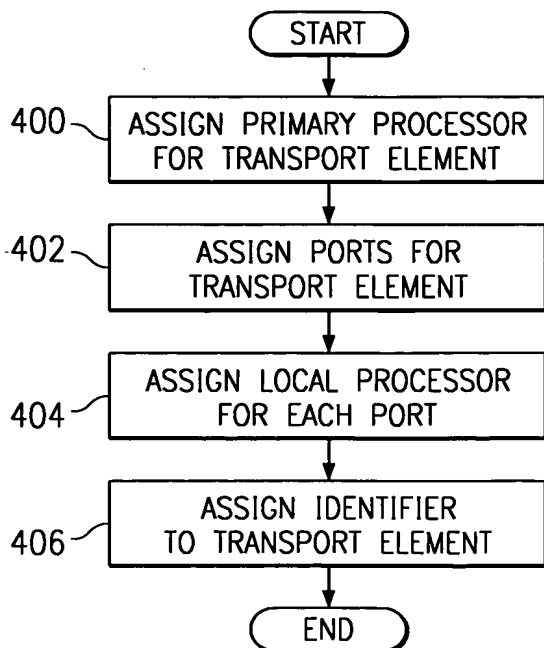 START
400
ASSIGN PRIMARY PROCESSOR
FOR TRANSPORT ELEMENT
402
ASSIGN PORTS FOR
TRANSPORT ELEMENT
404
ASSIGN LOCAL PROCESSOR
FOR EACH PORT
406
ASSIGN IDENTIFIER
TO TRANSPORT ELEMENT
END